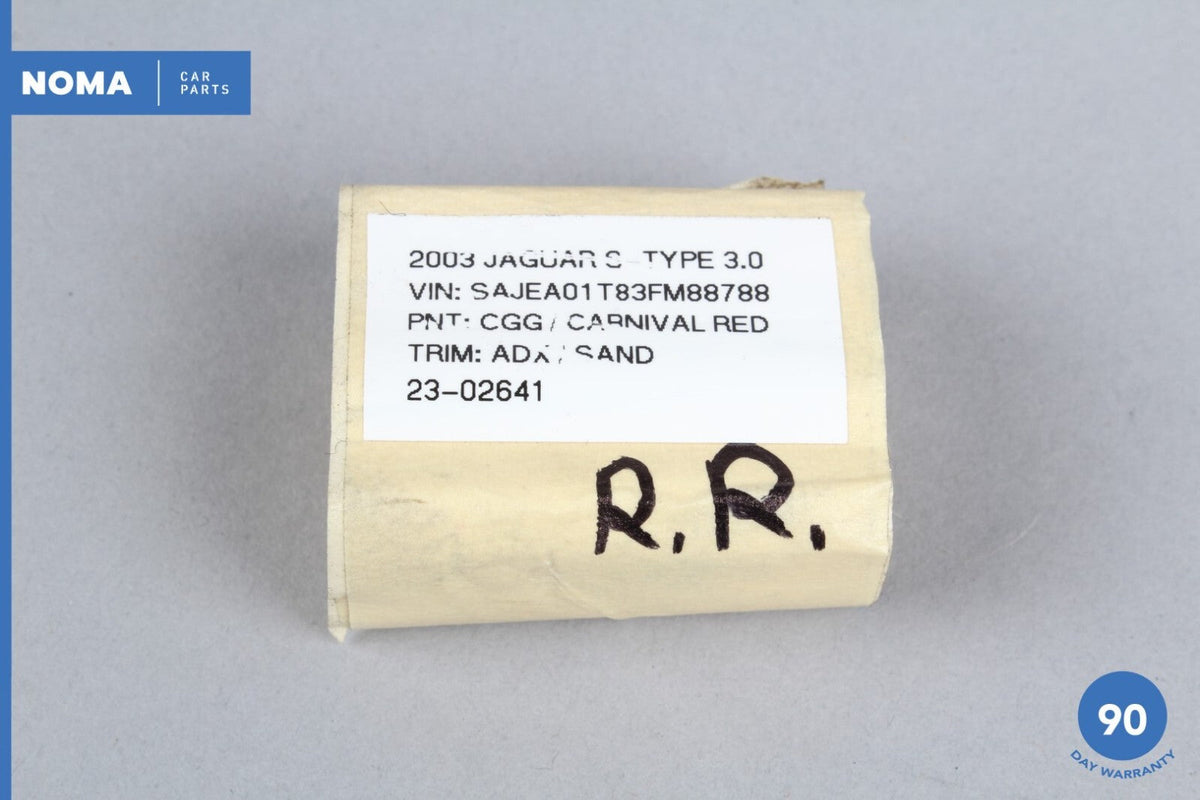 NOMA
CAR
PARTS
2003 JAGUAR S-TYPE 3.0
VIN: SAJEA01T83FM88788
PNT: CGG / CARNIVAL RED
TRIM: ADX / SAND
23-02641
R.R.
90
DAY WARRANTY